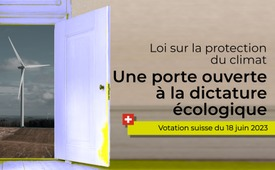 Loi sur la protection
du climat
Une porte ouverte
à la dictature
écologique
Votation suisse du 18 juin 2023